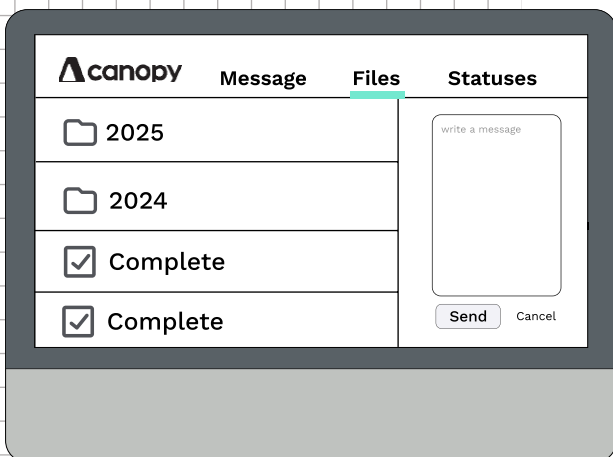 canopy
Message
Files
Statuses
2025
2024
Complete
Complete
write a message
Send
Cancel